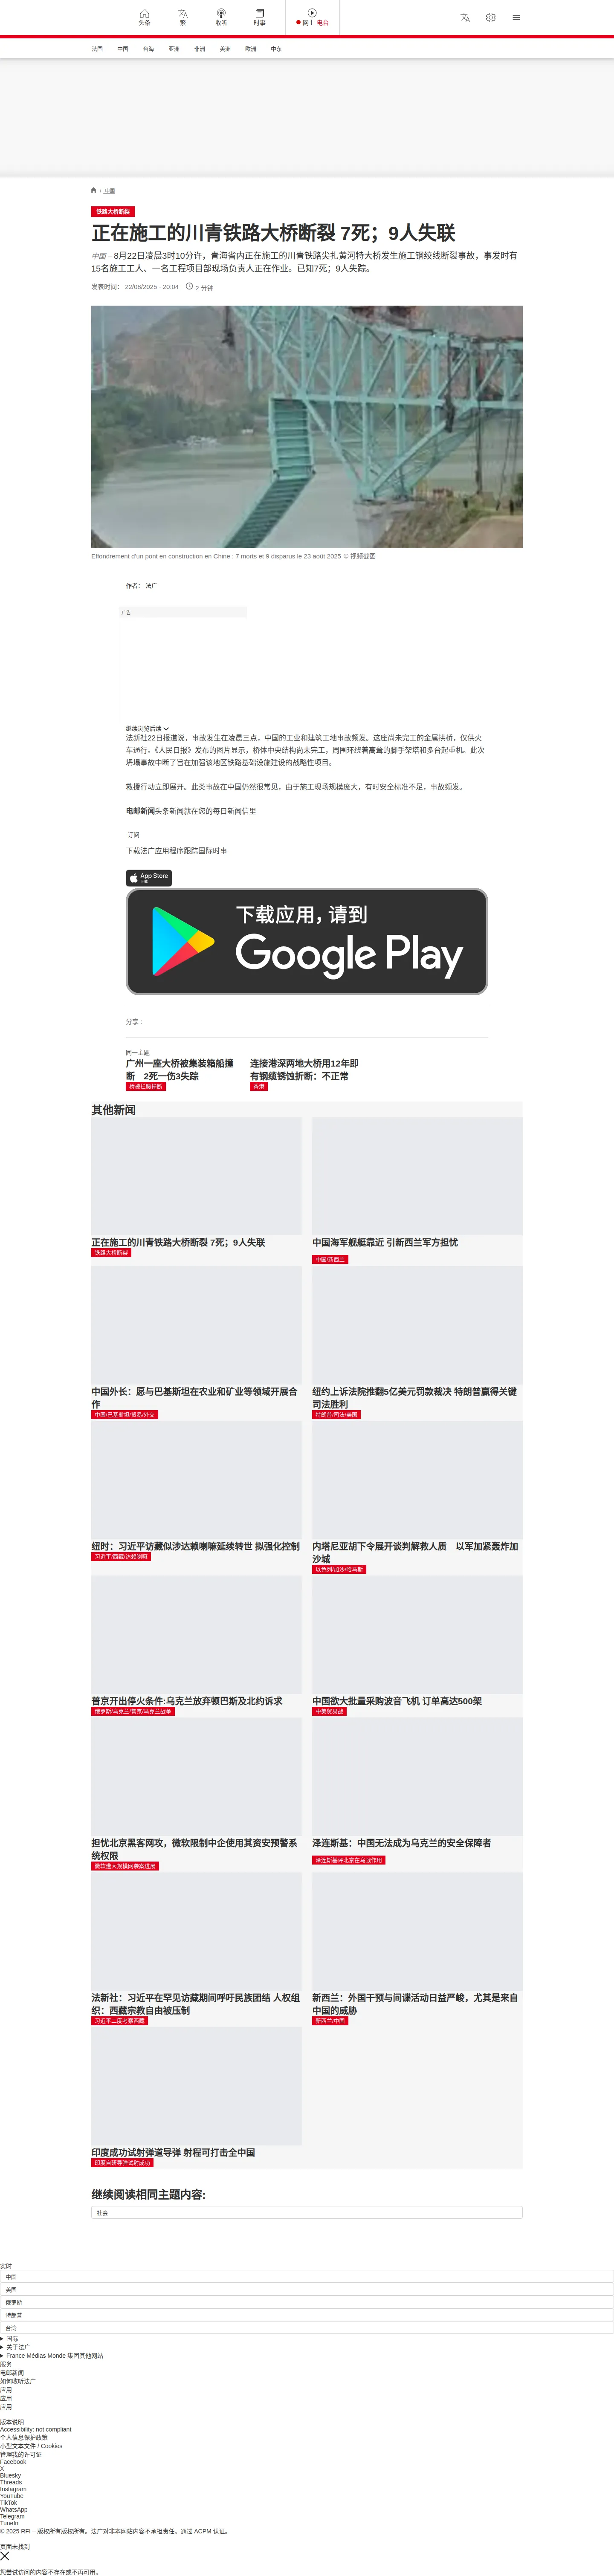 头条
繁
收听
时事
网上 电台
法国
中国
台海
亚洲
非洲
美洲
欧洲
中东
/ 中国
铁路大桥断裂
正在施工的川青铁路大桥断裂 7死；9人失联
中国 – 8月22日凌晨3时10分许，青海省内正在施工的川青铁路尖扎黄河特大桥发生施工钢绞线断裂事故，事发时有
15名施工工人、一名工程项目部现场负责人正在作业。已知7死；9人失踪。
发表时间： 22/08/2025 - 20:04
2 分钟
Effondrement d'un pont en construction en Chine : 7 morts et 9 disparus le 23 août 2025 © 视频截图
作者： 法广
广告
继续浏览后续
法新社22日报道说，事故发生在凌晨三点，中国的工业和建筑工地事故频发。这座尚未完工的金属拱桥，仅供火
车通行。《人民日报》发布的图片显示，桥体中央结构尚未完工，周围环绕着高耸的脚手架塔和多台起重机。此次
坍塌事故中断了旨在加强该地区铁路基础设施建设的战略性项目。
救援行动立即展开。此类事故在中国仍然很常见，由于施工现场规模庞大，有时安全标准不足，事故频发。
电邮新闻头条新闻就在您的每日新闻信里
订阅
下载法广应用程序跟踪国际时事
App Store
下载
下载应用，请到
Google Play
分享 :
同一主题
广州一座大桥被集装箱船撞
断　2死一伤3失踪
桥被拦腰撞断
连接港深两地大桥用12年即
有钢缆锈蚀折断：不正常
香港
其他新闻
正在施工的川青铁路大桥断裂 7死；9人失联
铁路大桥断裂
中国海军舰艇靠近 引新西兰军方担忧
中国/新西兰
中国外长：愿与巴基斯坦在农业和矿业等领域开展合
作
中国/巴基斯坦/贸易/外交
纽约上诉法院推翻5亿美元罚款裁决 特朗普赢得关键
司法胜利
特朗普/司法/美国
纽时：习近平访藏似涉达赖喇嘛延续转世 拟强化控制
习近平/西藏/达赖喇嘛
内塔尼亚胡下令展开谈判解救人质　以军加紧轰炸加
沙城
以色列/加沙/哈马斯
普京开出停火条件:乌克兰放弃顿巴斯及北约诉求
俄罗斯/乌克兰/普京/乌克兰战争
中国欲大批量采购波音飞机 订单高达500架
中美贸易战
担忧北京黑客网攻，微软限制中企使用其资安预警系
统权限
微软遭大规模网袭案进展
泽连斯基：中国无法成为乌克兰的安全保障者
泽连斯基评北京在乌战作用
法新社：习近平在罕见访藏期间呼吁民族团结 人权组
织：西藏宗教自由被压制
习近平二度考察西藏
新西兰：外国干预与间谍活动日益严峻，尤其是来自
中国的威胁
新西兰/中国
印度成功试射弹道导弹 射程可打击全中国
印度自研导弹试射成功
继续阅读相同主题内容:
社会
实时
中国
美国
俄罗斯
特朗普
台湾
国际
关于法广
France Médias Monde 集团其他网站
服务
电邮新闻
如何收听法广
应用
应用
应用
版本说明
Accessibility: not compliant
个人信息保护政策
小型文本文件 / Cookies
管理我的许可证
Facebook
X
Bluesky
Threads
Instagram
YouTube
TikTok
WhatsApp
Telegram
TuneIn
© 2025 RFI – 版权所有版权所有。法广对非本网站内容不承担责任。通过 ACPM 认证。
页面未找到
您尝试访问的内容不存在或不再可用。